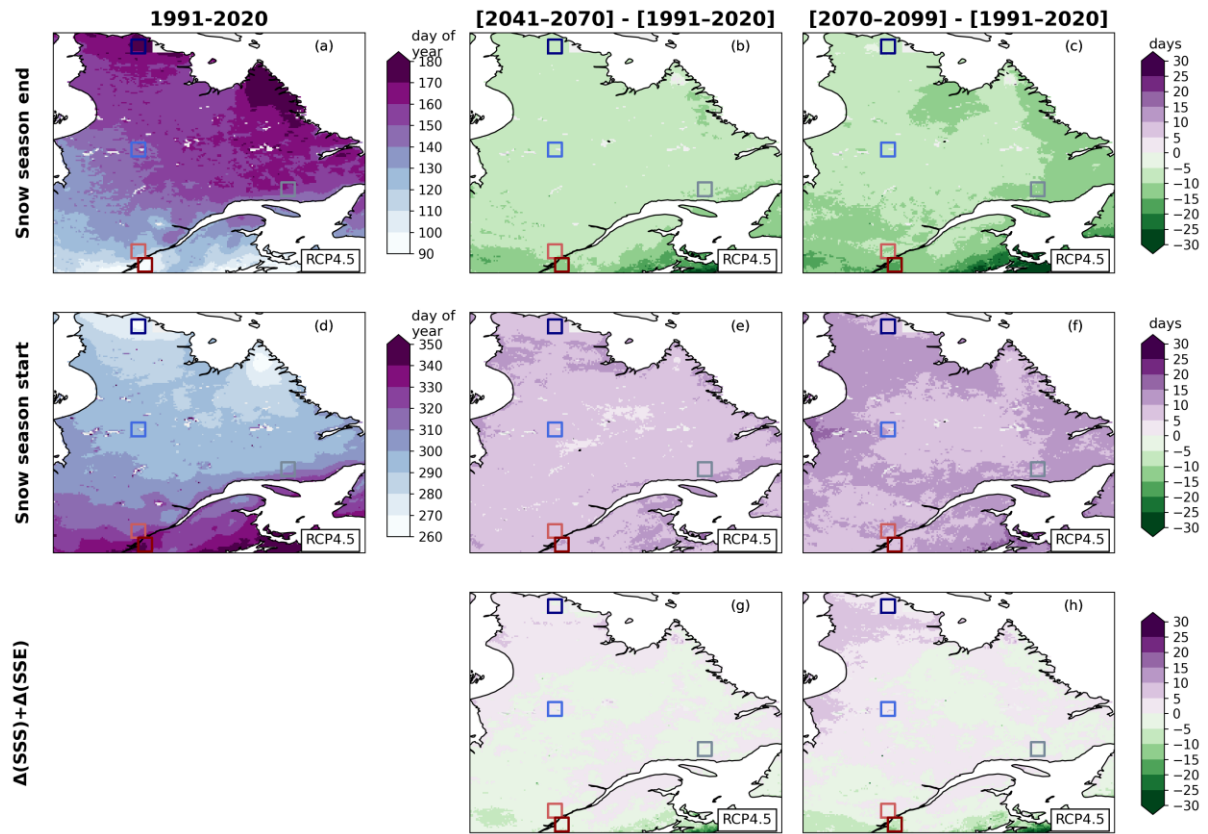 1991-2020
[2041–2070] - [1991–2020]
[2070–2099] - [1991–2020]
Snow season end
(a)
RCP4.5
day of
year
180
170
160
150
140
130
120
110
100
90
(b)
RCP4.5
(c)
RCP4.5
days
30
25
20
15
10
5
0
−5
−10
−15
−20
−25
−30
Snow season start
(d)
RCP4.5
day of
year
350
340
330
320
310
300
290
280
270
260
(e)
RCP4.5
(f)
RCP4.5
days
30
25
20
15
10
5
0
−5
−10
−15
−20
−25
−30
Δ(SSS)+Δ(SSE)
(g)
RCP4.5
(h)
RCP4.5
30
25
20
15
10
5
0
−5
−10
−15
−20
−25
−30